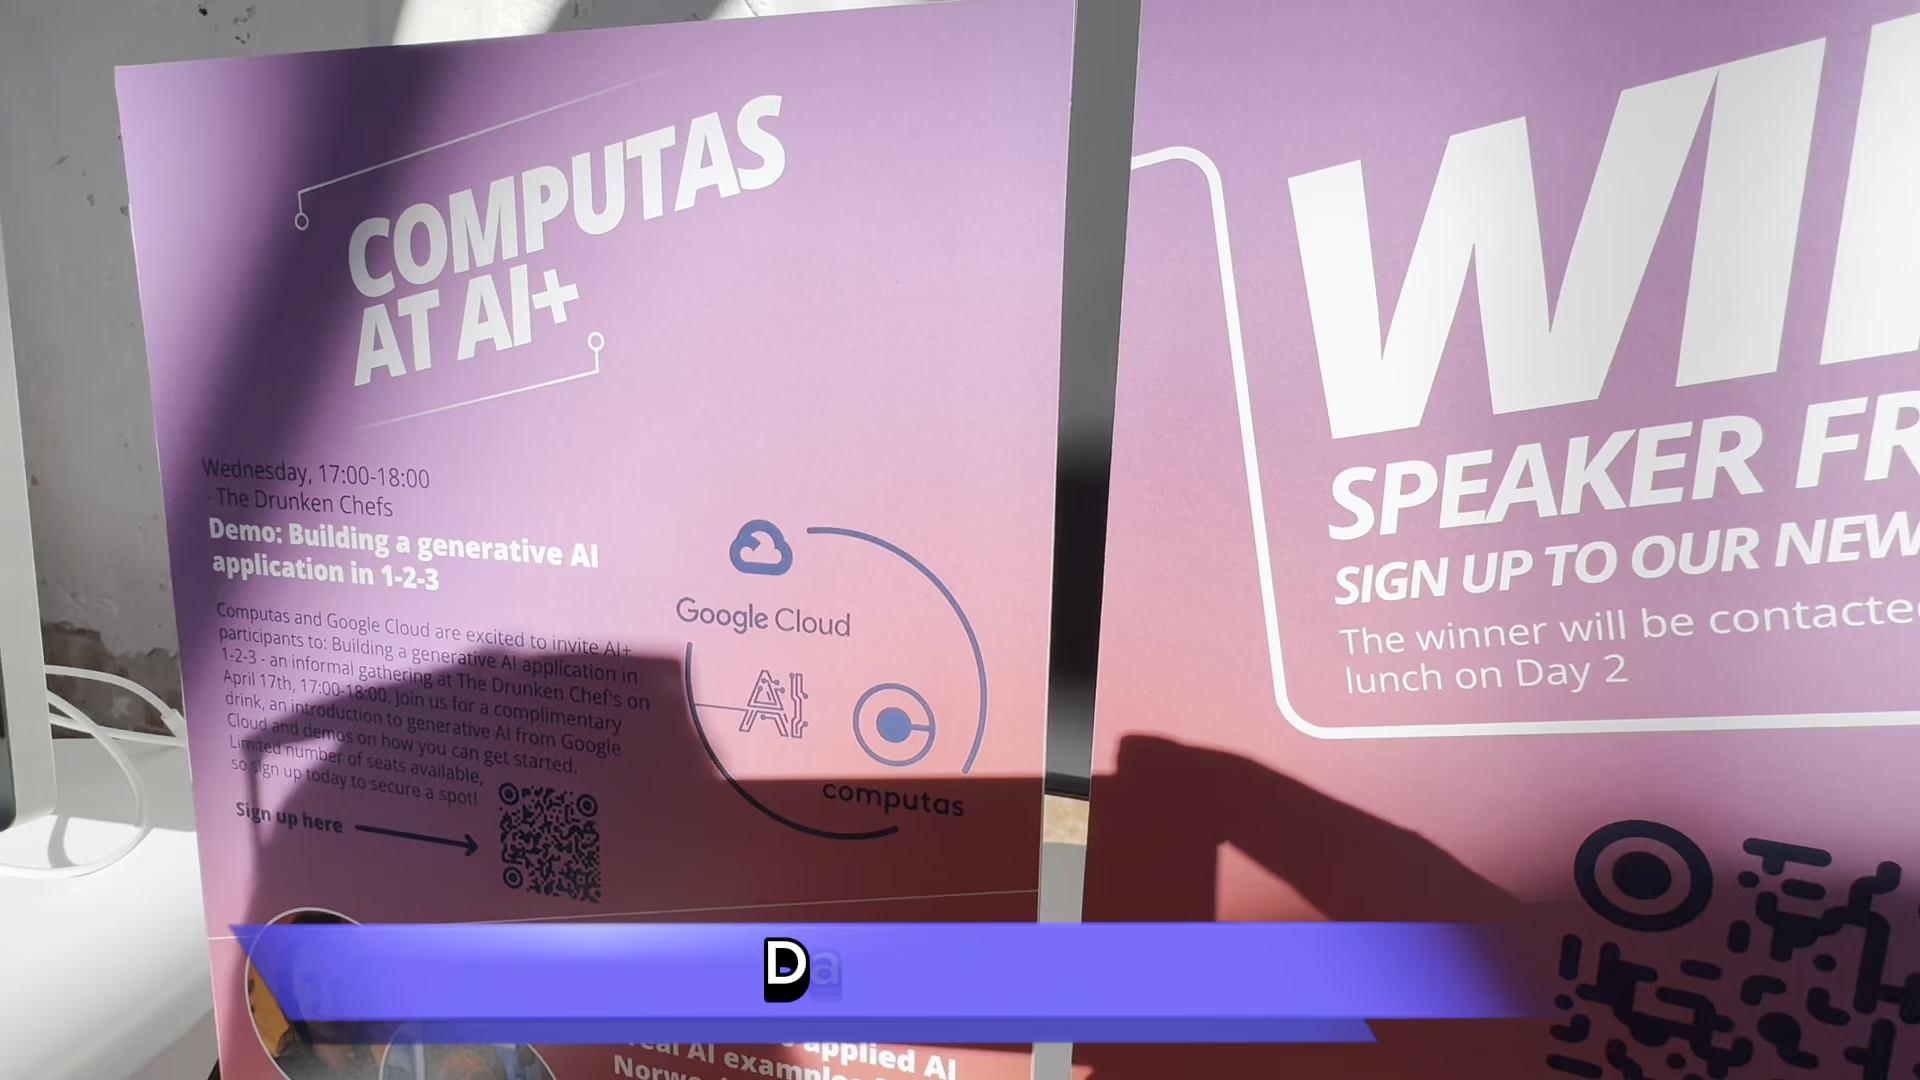 COMPUTAS
AT AI+
Wednesday, 17:00-18:00
- The Drunken Chefs
Demo: Building a generative AI
application in 1-2-3
Computas and Google Cloud are excited to invite AI+
participants to: Building a generative AI application in
1-2-3 - an informal gathering at The Drunken Chef's on
April 17th, 17:00-18:00. Join us for a complimentary
drink, an introduction to generative AI from Google
Cloud and demos on how you can get started.
Limited number of seats available,
so sign up today to secure a spot!
Sign up here
Google Cloud
AI
computas
applied AI
real AI
SPEAKER
SIGN UP TO OUR
The winner will be
lunch on Day 2
Da